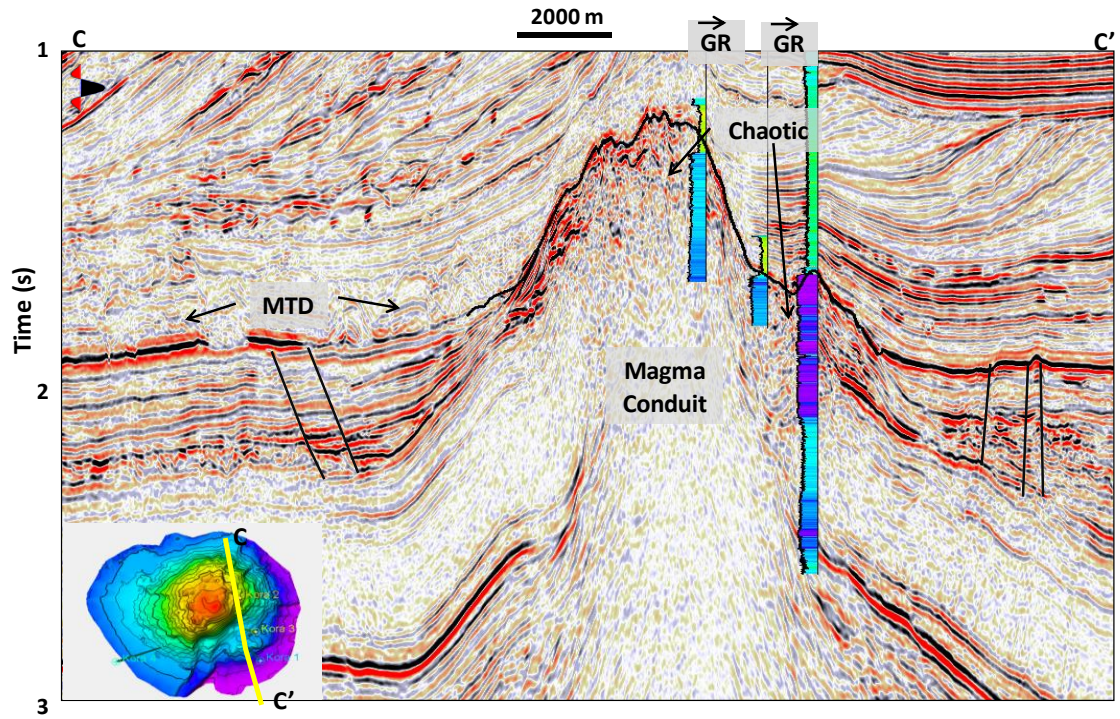 2000 m
C
GR
GR
C'
1
Chaotic
MTD
Time (s)
2
Magma
Conduit
C
Kora 2
Kora 3
Kora 1
C'
3